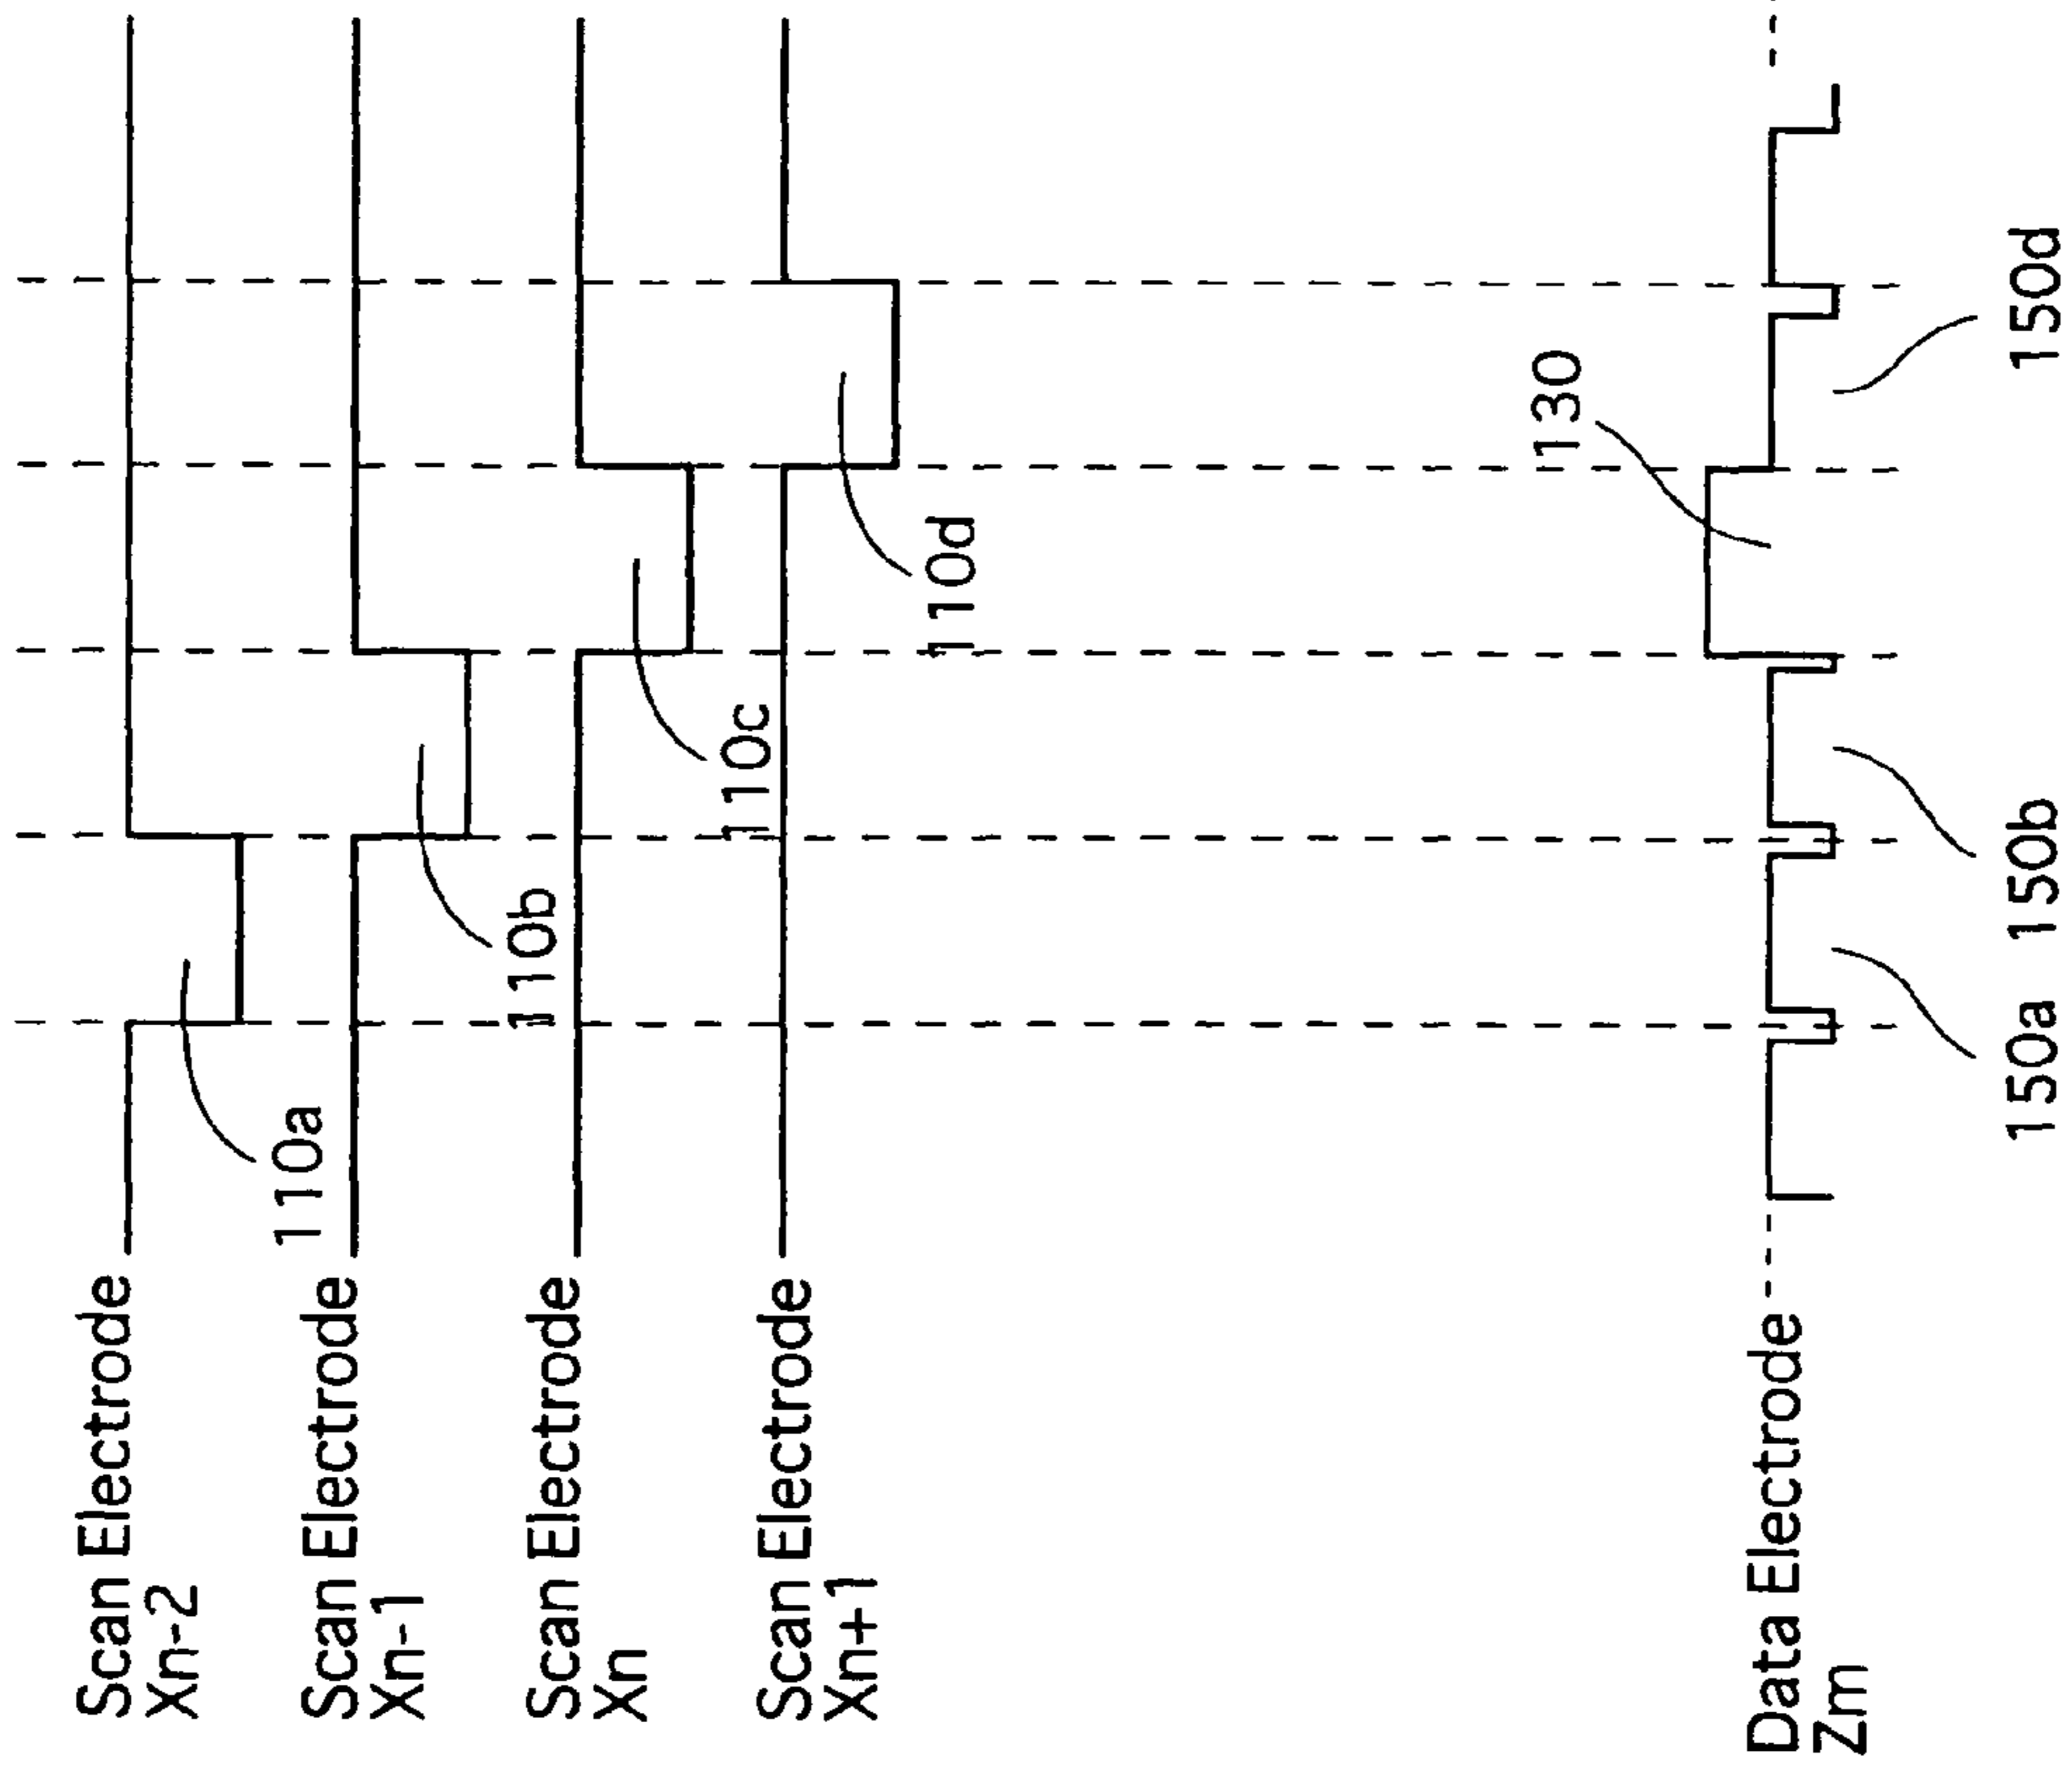 Scan Electrode
Xn-2
110a
Scan Electrode
Xn-1
110b
Scan Electrode
Xn
110c
Scan Electrode
Xn+1
110d
130
Data Electrode
Zm
150a
150b
150d